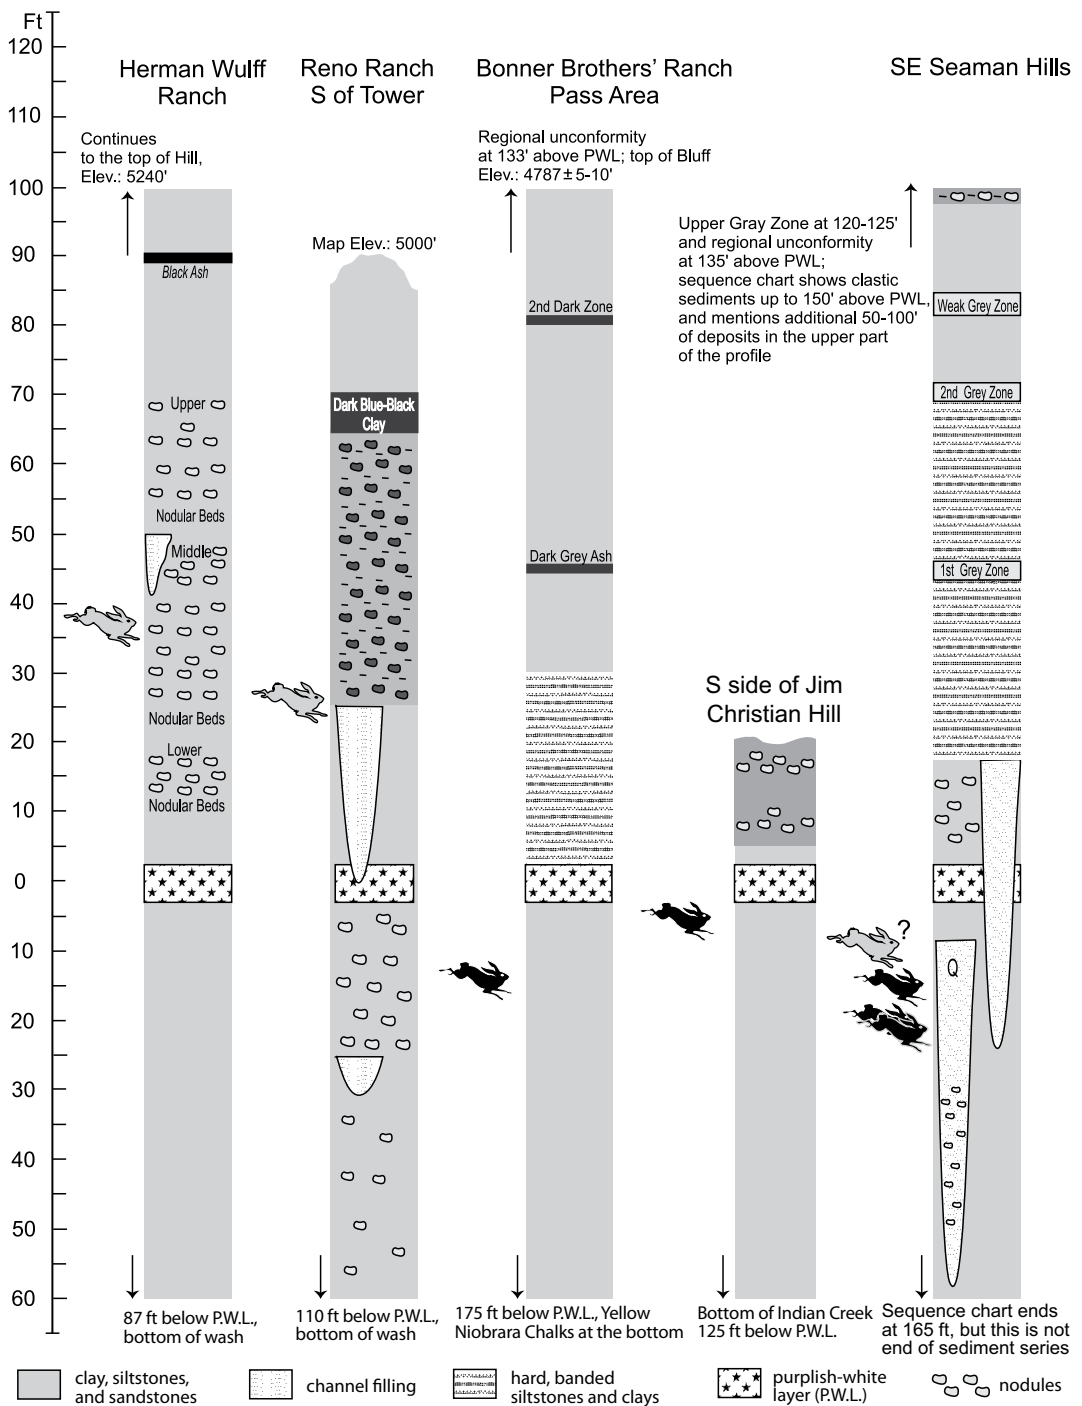 Ft
120
110
100
90
80
70
60
50
40
30
20
10
0
10
20
30
40
50
60
Herman Wulff
Ranch
Continues
to the top of Hill,
Elev.: 5240'
Black Ash
Upper
Nodular Beds
Middle
Nodular Beds
Lower
Nodular Beds
87 ft below P.W.L.,
bottom of wash
Reno Ranch
S of Tower
Map Elev.: 5000'
Dark Blue-Black
Clay
110 ft below P.W.L.,
bottom of wash
Bonner Brothers' Ranch
Pass Area
Regional unconformity
at 133' above PWL; top of Bluff
Elev.: 4787± 5-10'
2nd Dark Zone
Dark Grey Ash
175 ft below P.W.L., Yellow
Niobrara Chalks at the bottom
S side of Jim
Christian Hill
Bottom of Indian Creek
125 ft below P.W.L.
SE Seaman Hills
Upper Gray Zone at 120-125'
and regional unconformity
at 135' above PWL;
sequence chart shows clastic
sediments up to 150' above PWL,
and mentions additional 50-100'
of deposits in the upper part
of the profile
Weak Grey Zone
2nd Grey Zone
1st Grey Zone
?
Q
Sequence chart ends
at 165 ft, but this is not
end of sediment series
clay, siltstones,
and sandstones
channel filling
hard, banded
siltstones and clays
purplish-white
layer (P.W.L.)
nodules